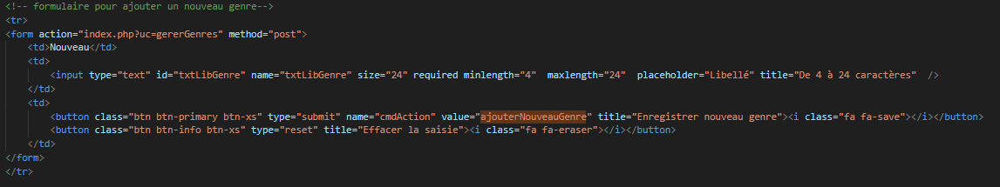 <!-- formulaire pour ajouter un nouveau genre-->
<tr>
<form action="index.php?uc=gererGenres" method="post">
<td>Nouveau</td>
<td>
<input type="text" id="txtLibGenre" name="txtLibGenre" size="24" required minlength="4"  maxlength="24"  placeholder="Libellé" title="De 4 à 24 caractères"  />
</td>
<td>
<button class="btn btn-primary btn-xs" type="submit" name="cmdAction" value="ajouterNouveauGenre" title="Enregistrer nouveau genre"><i class="fa fa-save"></i></button>
<button class="btn btn-info btn-xs" type="reset" title="Effacer la saisie"><i class="fa fa-eraser"></i></button>
</td>
</form>
</tr>